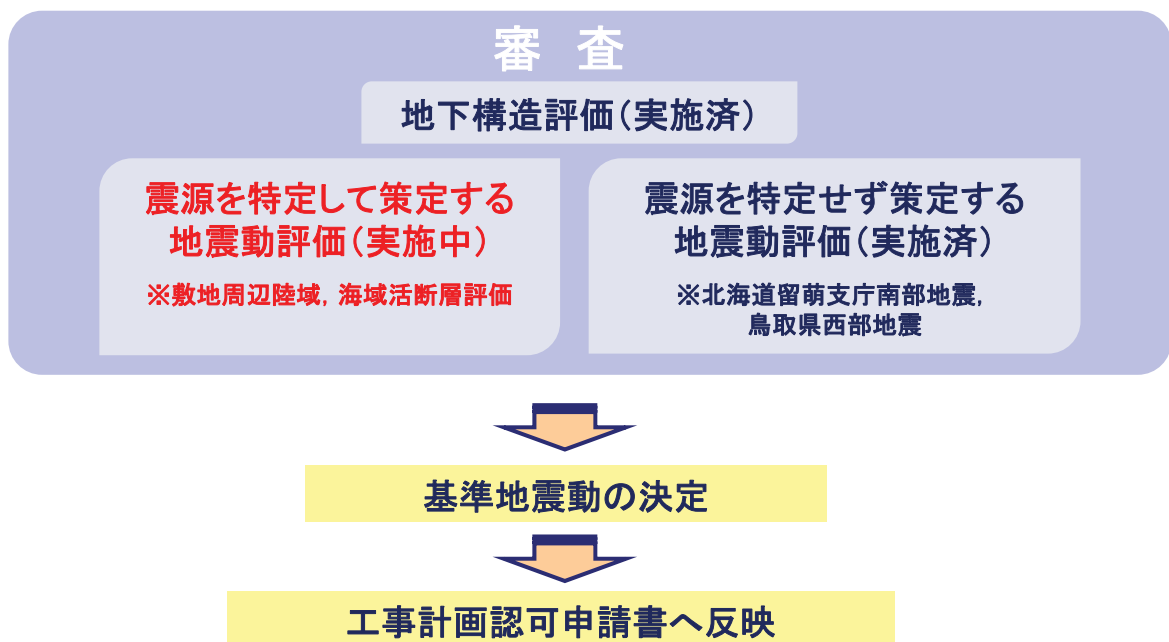 審　査
地下構造評価（実施済）
震源を特定して策定する
地震動評価（実施中）
※敷地周辺陸域，海域活断層評価
震源を特定せず策定する
地震動評価（実施済）
※北海道留萌支庁南部地震，
鳥取県西部地震
基準地震動の決定
工事計画認可申請書へ反映